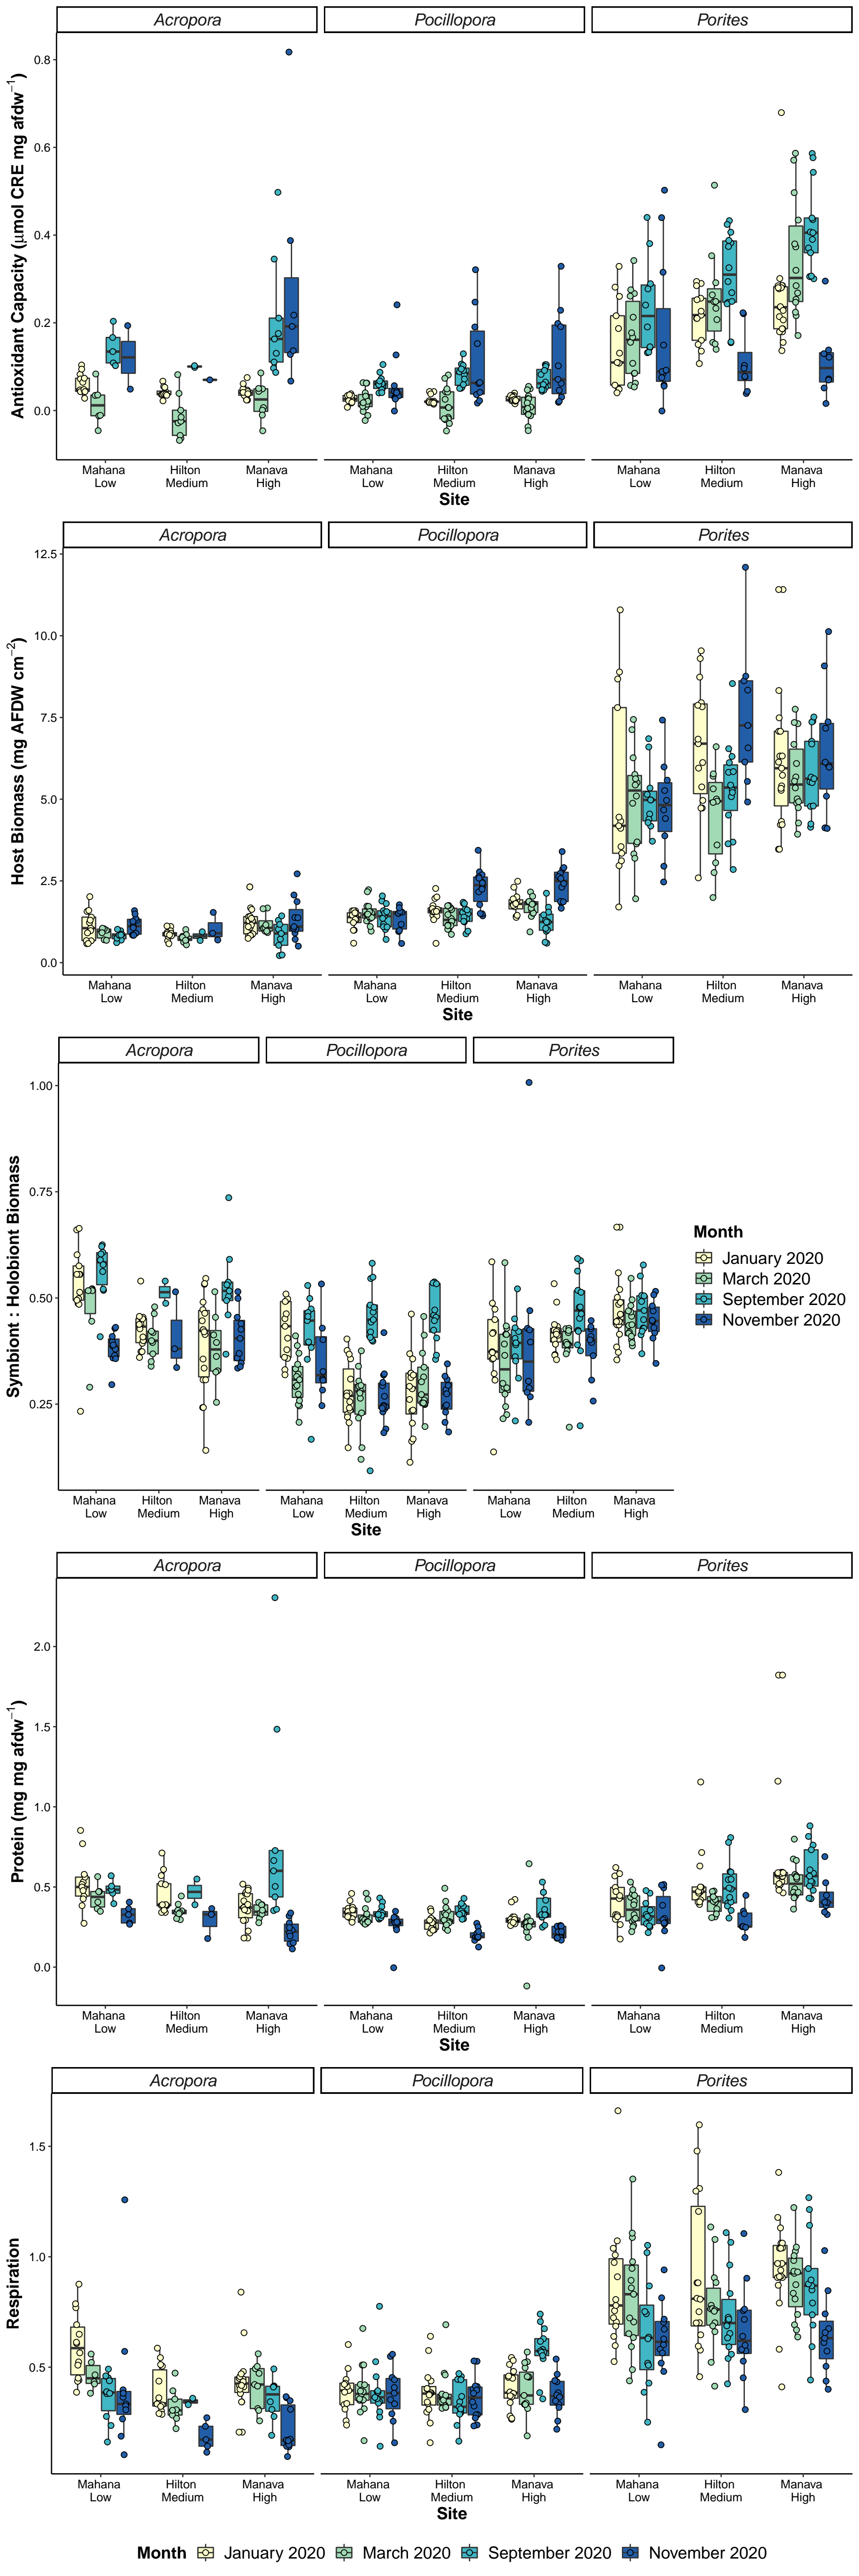 Acropora Pocillopora Porites
Antioxidant Capacity (μmol CRE mg afdw⁻¹)
0.8
0.6
0.4
0.2
0.0
Mahana Hilton Manava Mahana Hilton Manava Mahana Hilton Manava
Low Medium High Low Medium High Low Medium High
Site
Acropora Pocillopora Porites
Host Biomass (mg AFDW cm⁻²)
12.5
10.0
7.5
5.0
2.5
0.0
Mahana Hilton Manava Mahana Hilton Manava Mahana Hilton Manava
Low Medium High Low Medium High Low Medium High
Site
Acropora Pocillopora Porites
Symbiont : Holobiont Biomass
1.00
0.75
0.50
0.25
Mahana Hilton Manava Mahana Hilton Manava Mahana Hilton Manava
Low Medium High Low Medium High Low Medium High
Site
Month
January 2020
March 2020
September 2020
November 2020
Acropora Pocillopora Porites
Protein (mg mg afdw⁻¹)
2.0
1.5
1.0
0.5
0.0
Mahana Hilton Manava Mahana Hilton Manava Mahana Hilton Manava
Low Medium High Low Medium High Low Medium High
Site
Acropora Pocillopora Porites
Respiration
1.5
1.0
0.5
Mahana Hilton Manava Mahana Hilton Manava Mahana Hilton Manava
Low Medium High Low Medium High Low Medium High
Site
Month January 2020 March 2020 September 2020 November 2020